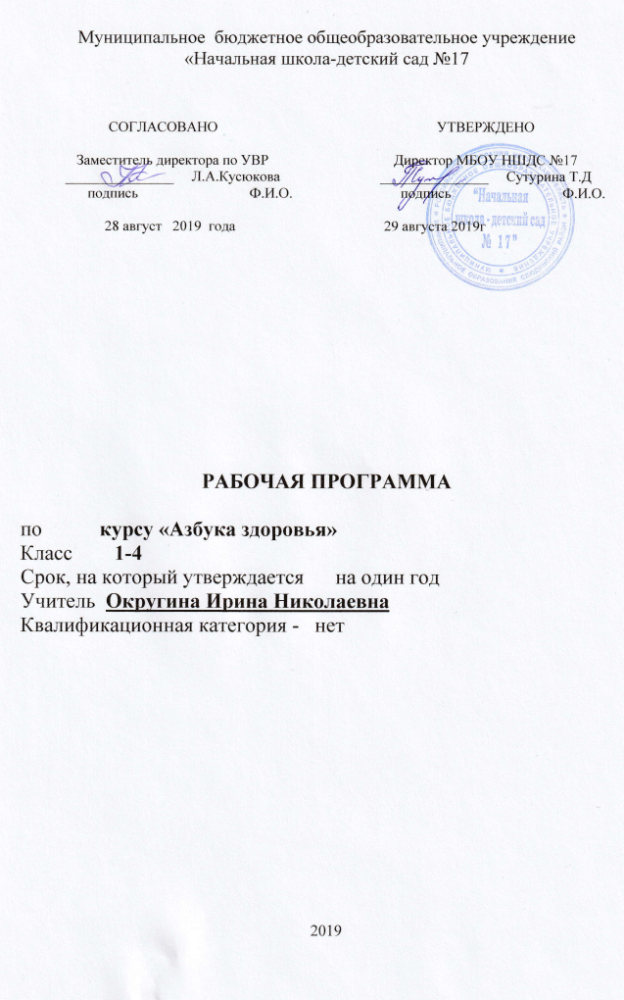 Муниципальное бюджетное общеобразовательное учреждение
«Начальная школа-детский сад №17
СОГЛАСОВАНО
УТВЕРЖДЕНО
Заместитель директора по УВР
Директор МБОУ НШДС №17
Л.А.Кусюкова
Сутурина Т.Д
подпись Ф.И.О.
подпись Ф.И.О.
28 август 2019 года
29 августа 2019г
"Начальная
школа - детский сад
№ 17"
РАБОЧАЯ ПРОГРАММА
по курсу «Азбука здоровья»
Класс 1-4
Срок, на который утверждается на один год
Учитель Округина Ирина Николаевна
Квалификационная категория - нет
2019